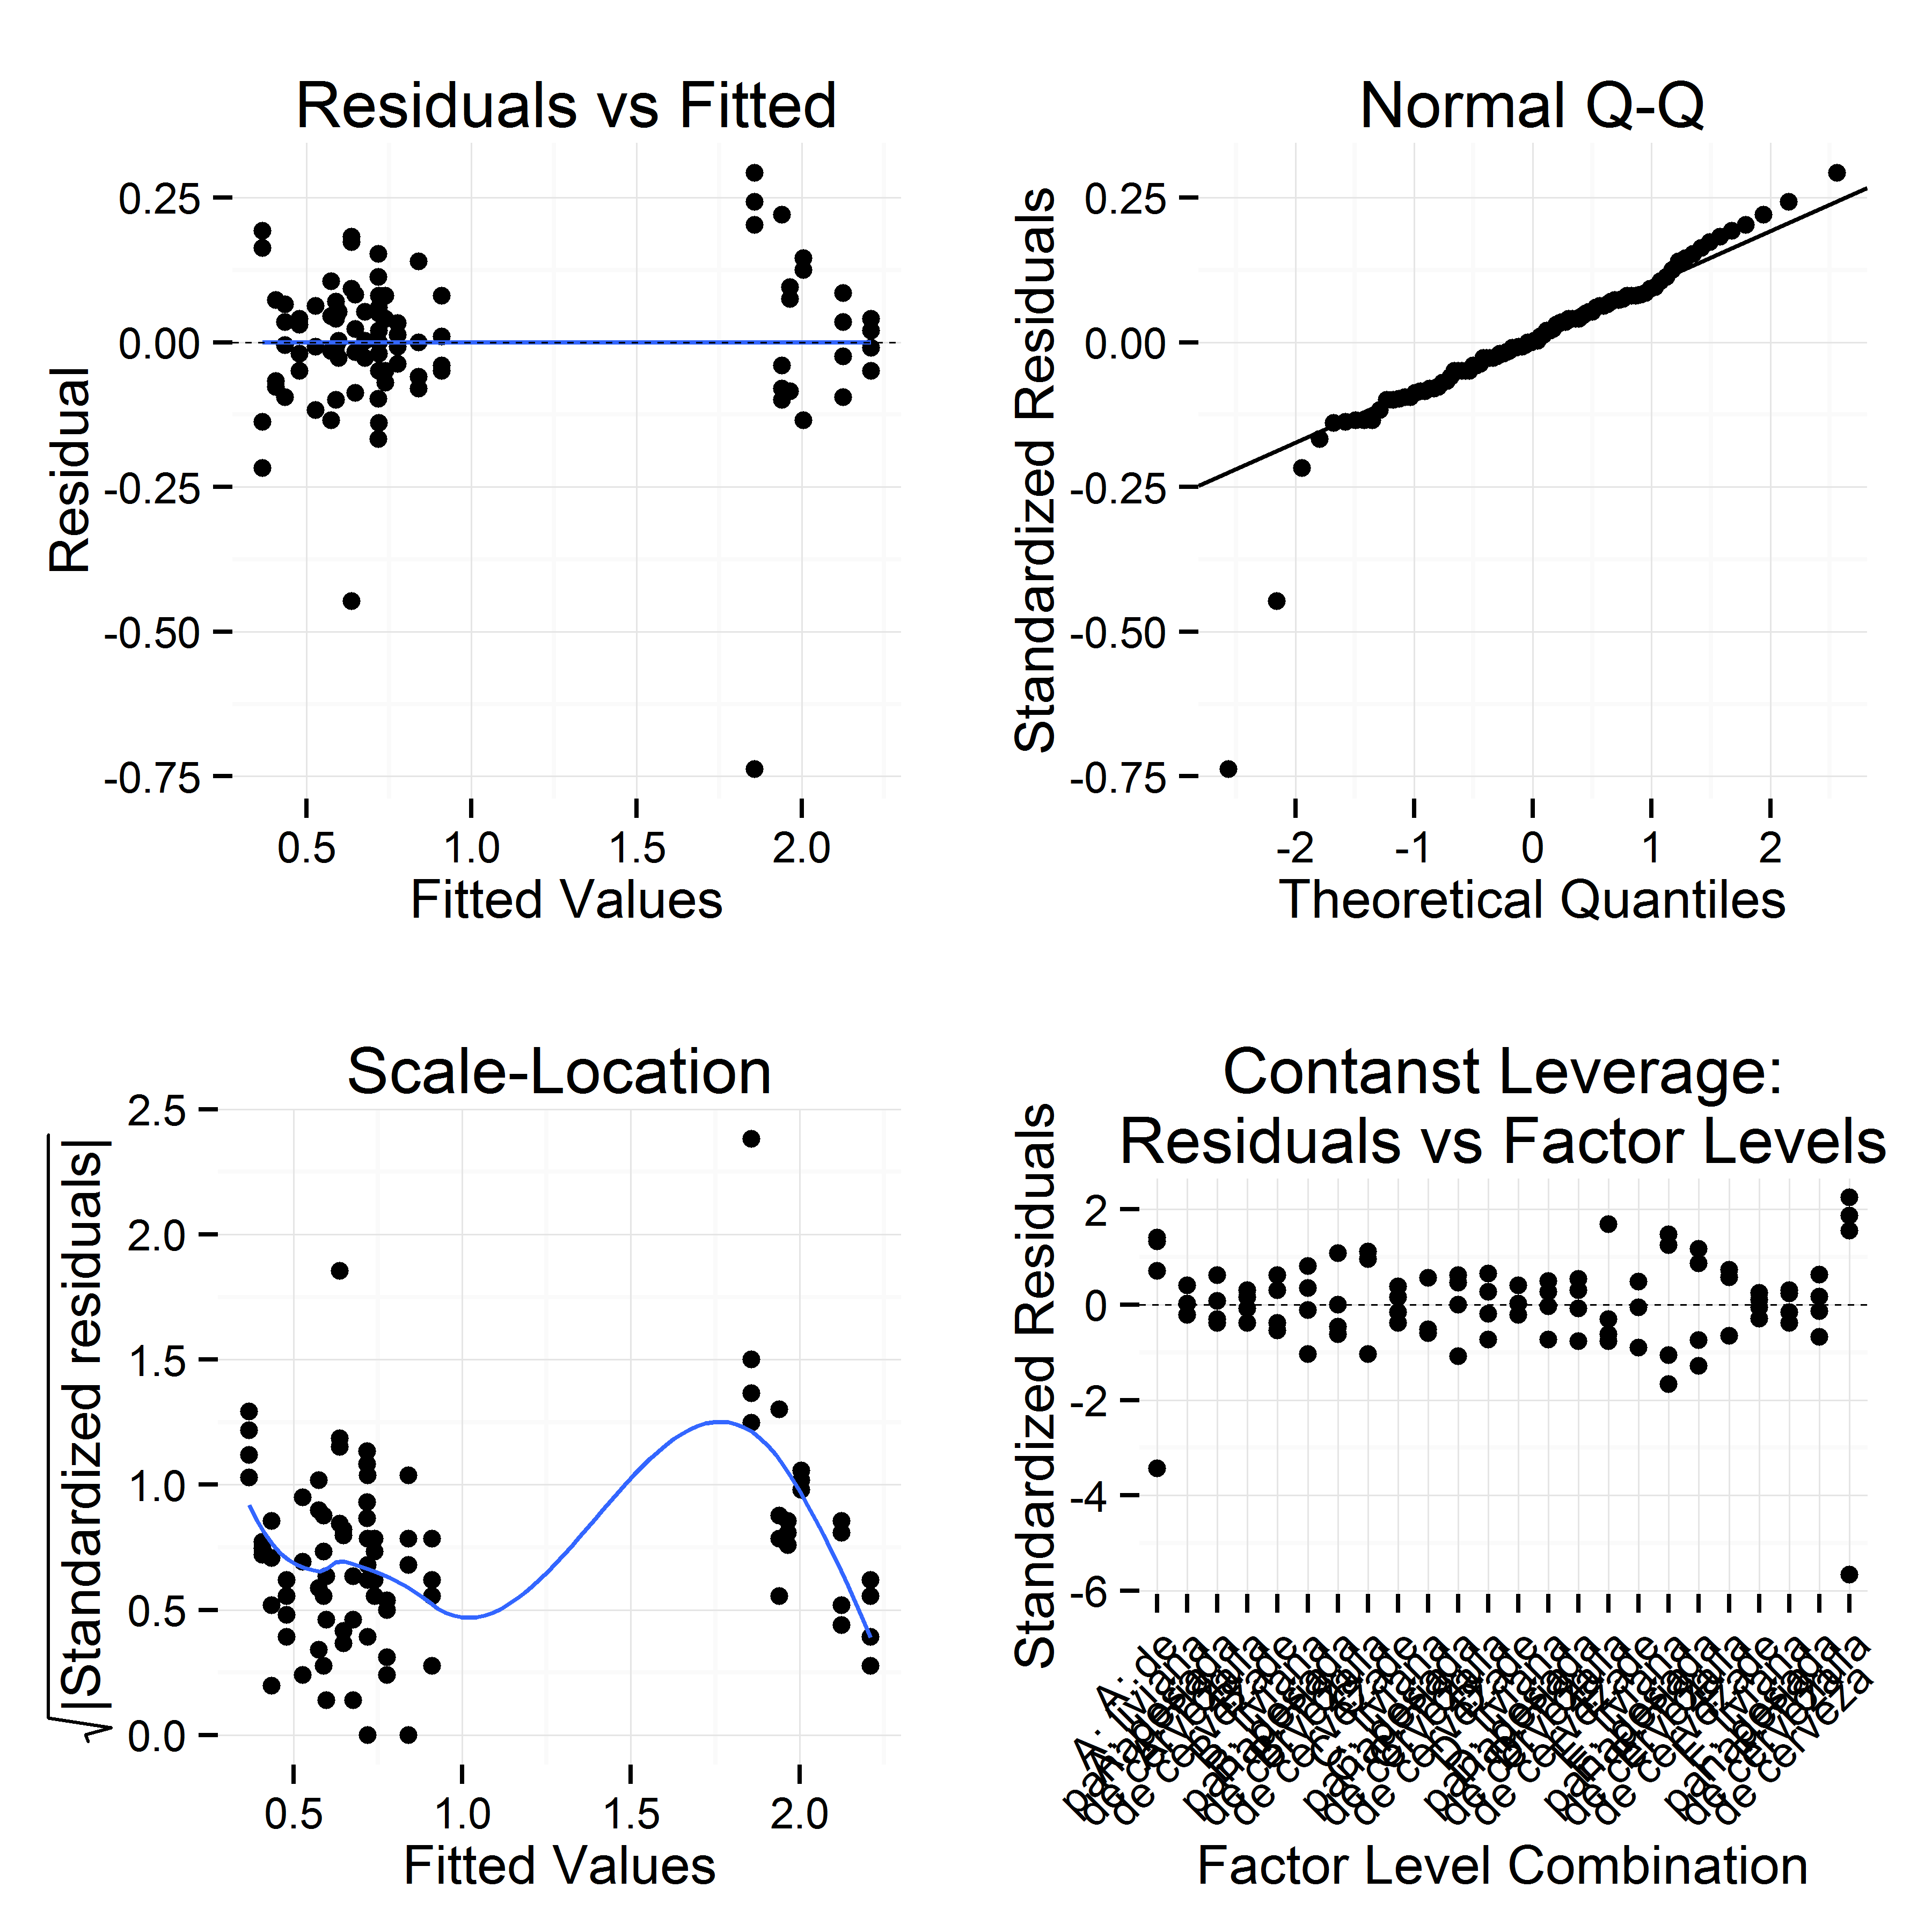 Residuals vs Fitted
0.25
0.00
-0.25
-0.50
-0.75
Residual
0.5 1.0 1.5 2.0
Fitted Values
Normal Q-Q
0.25
0.00
-0.25
-0.50
-0.75
Standardized Residuals
-2 -1 0 1 2
Theoretical Quantiles
Scale-Location
2.5
2.0
1.5
1.0
0.5
0.0
√|Standardized residuals|
0.5 1.0 1.5 2.0
Fitted Values
Contanst Leverage:
Residuals vs Factor Levels
2
0
-2
-4
-6
Standardized Residuals
A: de
de cerveza
Factor Level Combination